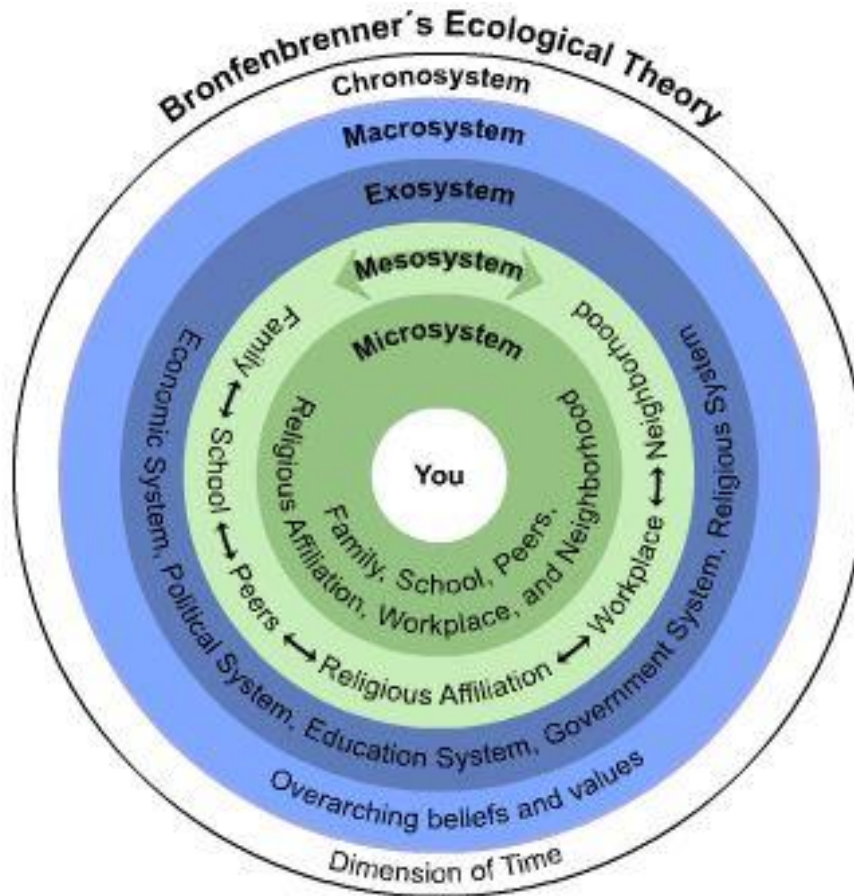 Bronfenbrenner´s Ecological Theory
Chronosystem
Macrosystem
Exosystem
Mesosystem
Microsystem
You
Family, School, Peers,
Religious Affiliation, Workplace, and Neighborhood
Family ↔ School ↔ Peers ↔ Religious Affiliation ↔ Workplace ↔ Neighborhood
Economic System, Political System, Education System, Government System, Religious System
Overarching beliefs and values
Dimension of Time